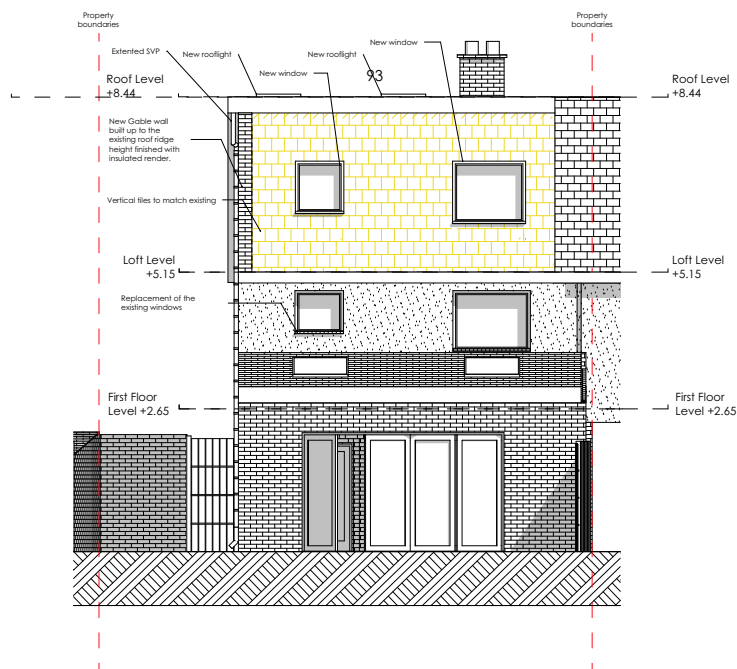 Property
boundaries
Property
boundaries
Extented SVP
New rooflight
New rooflight
New window
93
New window
Roof Level
+8.44
Roof Level
+8.44
New Gable wall
built up to the
existing roof ridge
height finished with
insulated render.
Vertical tiles to match existing
Loft Level
+5.15
Loft Level
+5.15
Replacement of the
existing windows
First Floor
Level +2.65
First Floor
Level +2.65